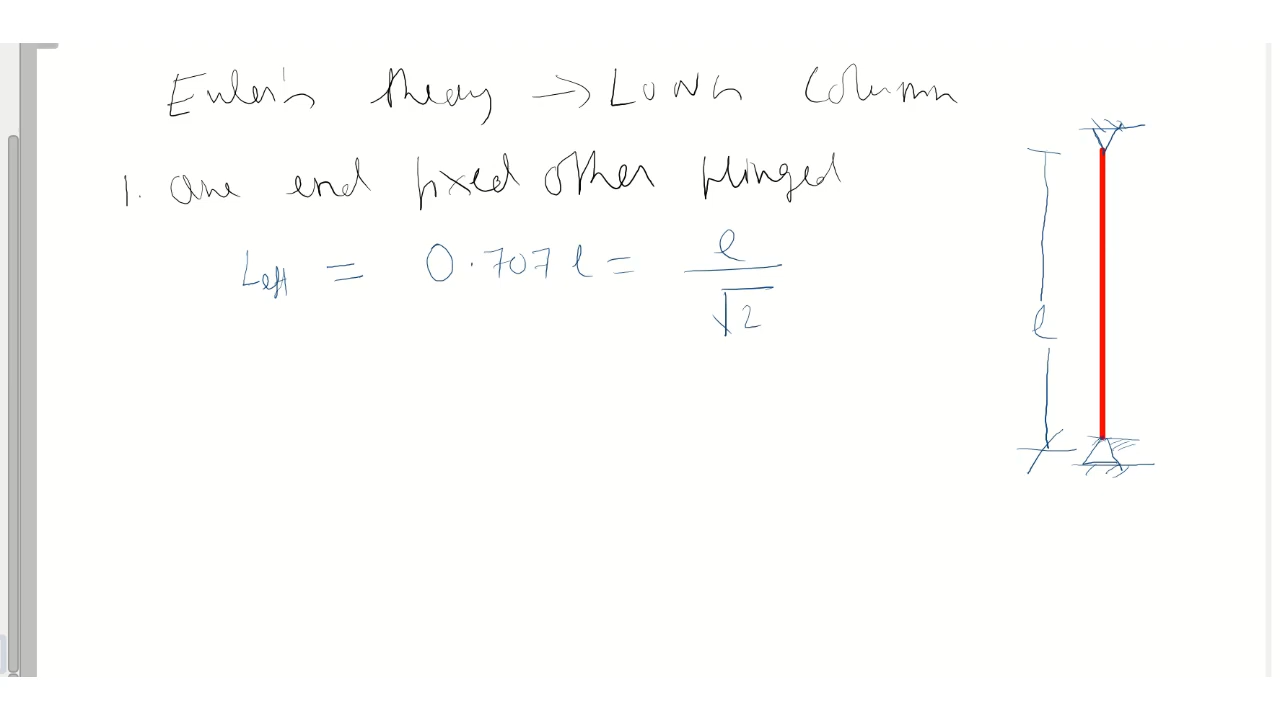 Euler's theory → Long column
1. one end fixed other hinged
Leff = 0.707 l = l / √2
l